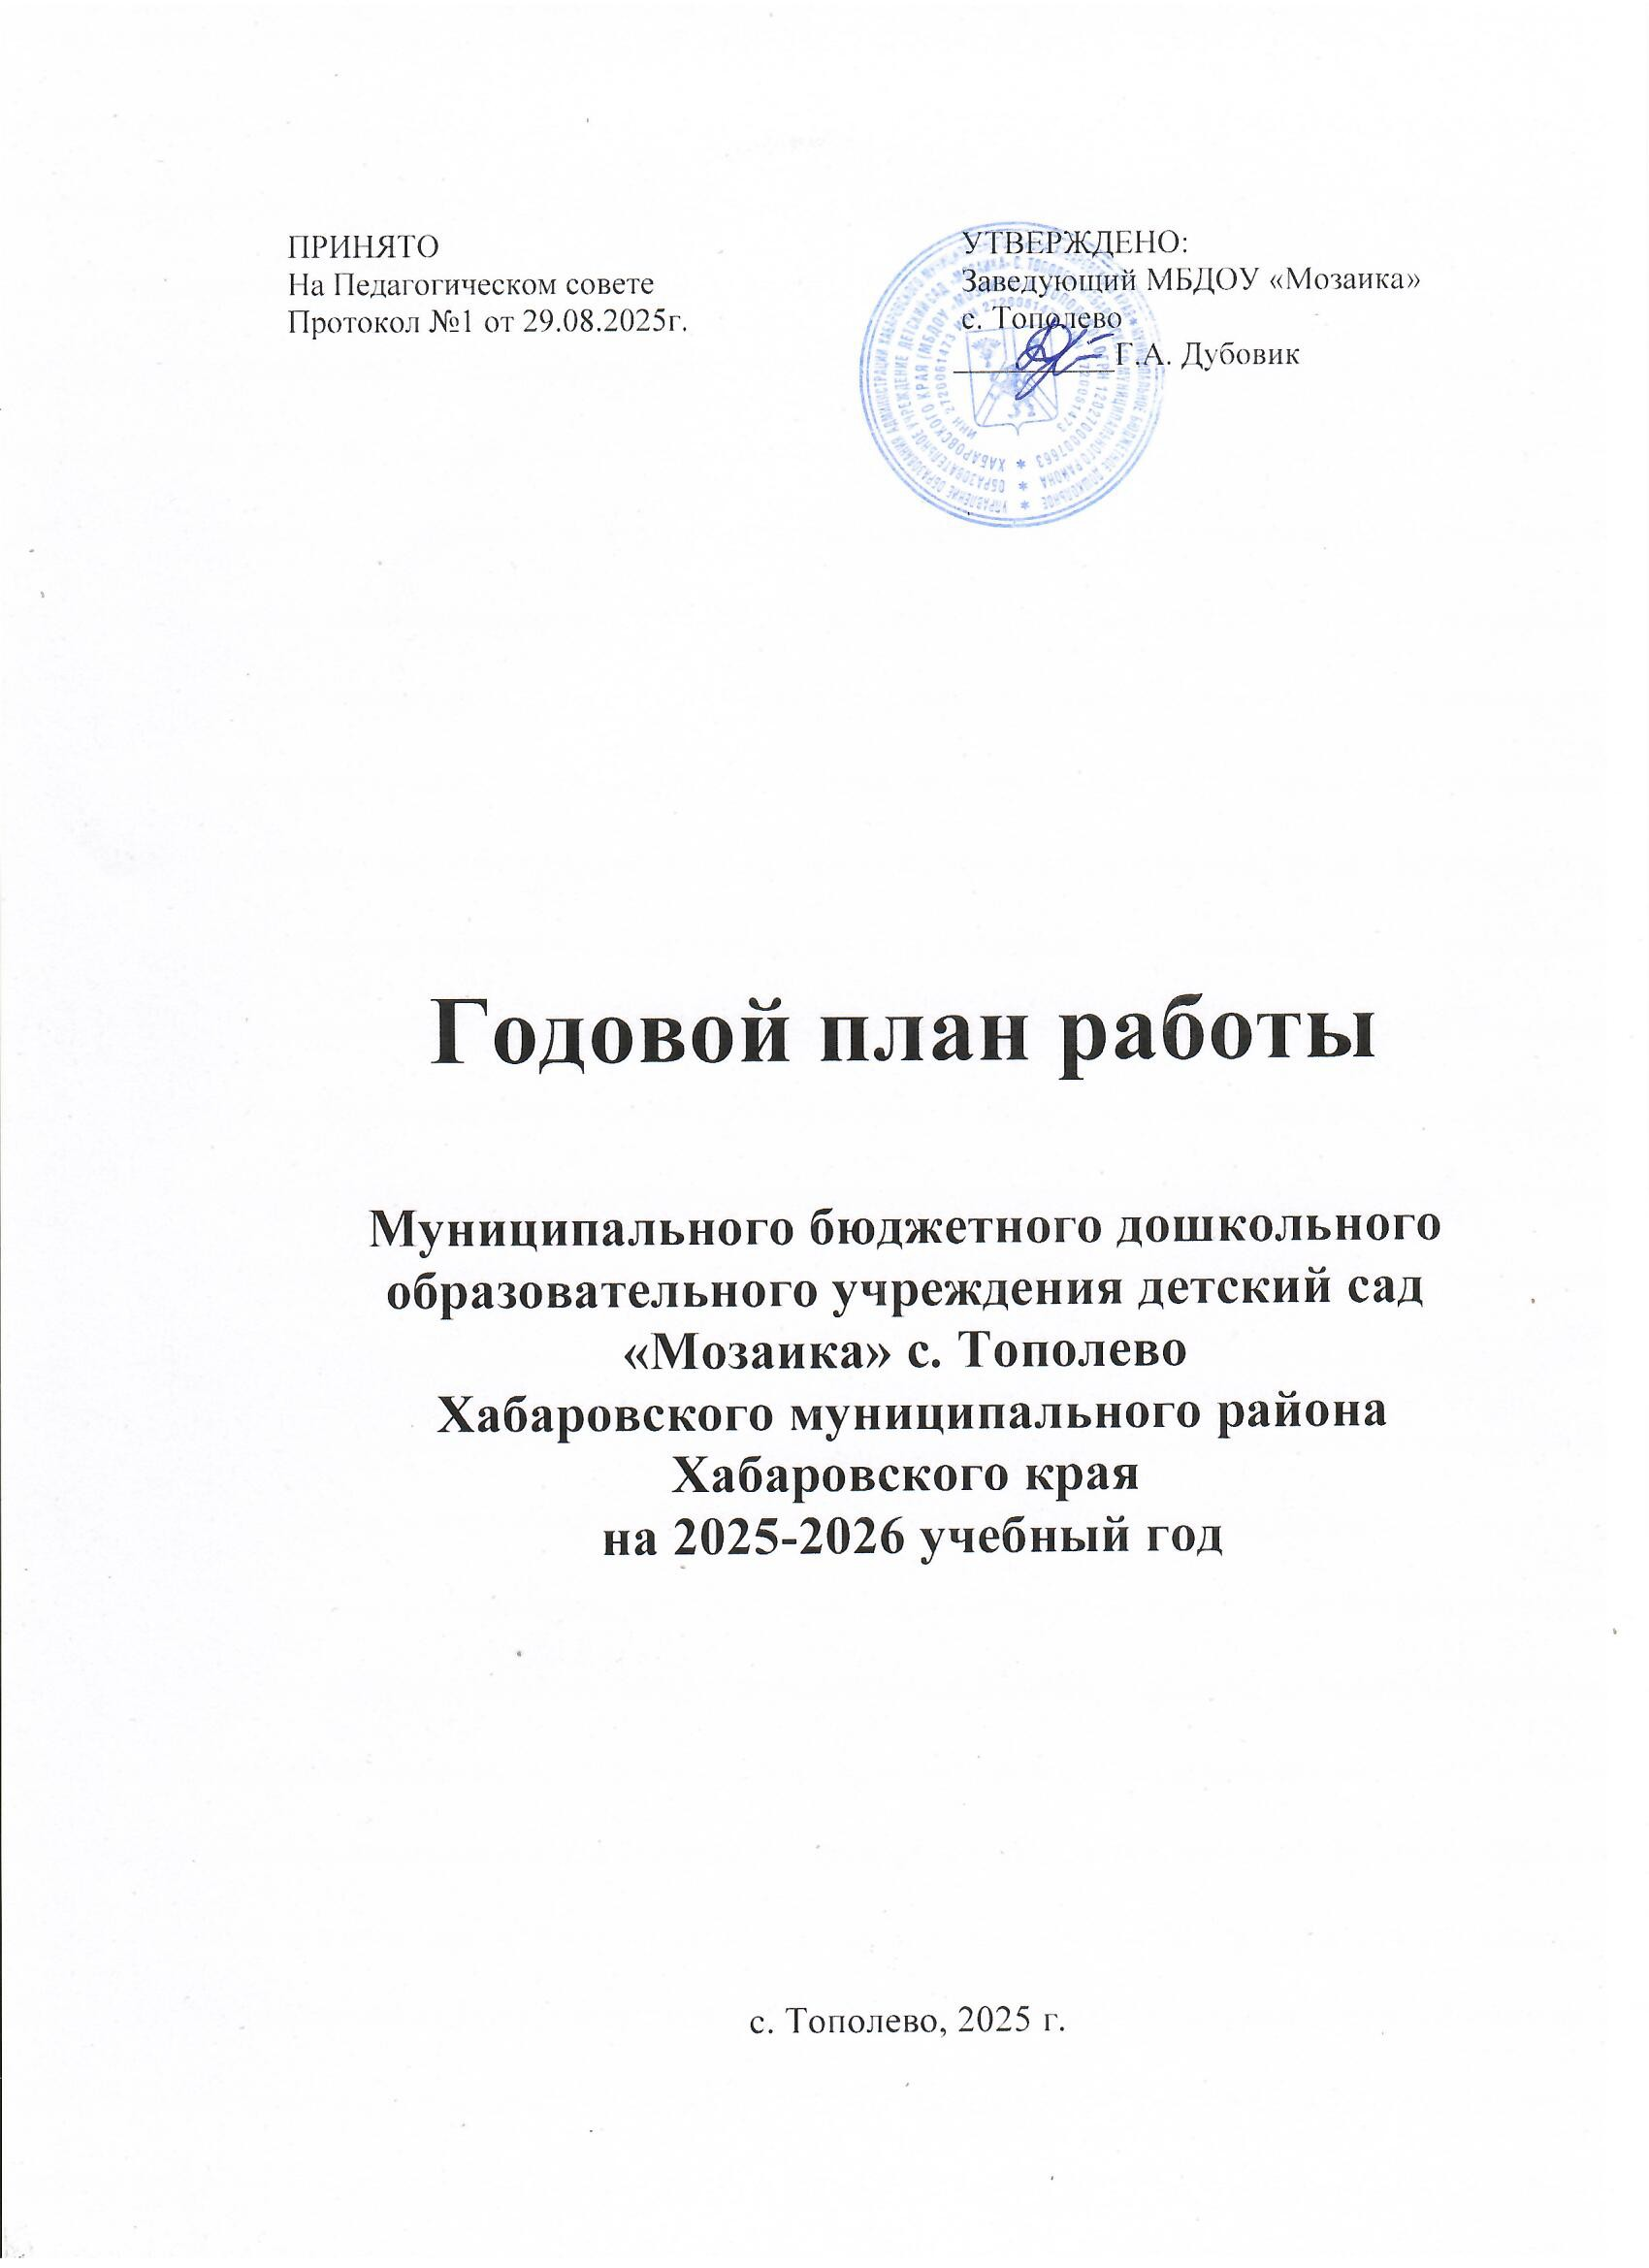 ПРИНЯТО
На Педагогическом совете
Протокол №1 от 29.08.2025г.
УТВЕРЖДЕНО:
Заведующий МБДОУ «Мозаика»
с. Тополево
Г.А. Дубовик
Годовой план работы
Муниципального бюджетного дошкольного
образовательного учреждения детский сад
«Мозаика» с. Тополево
Хабаровского муниципального района
Хабаровского края
на 2025-2026 учебный год
с. Тополево, 2025 г.